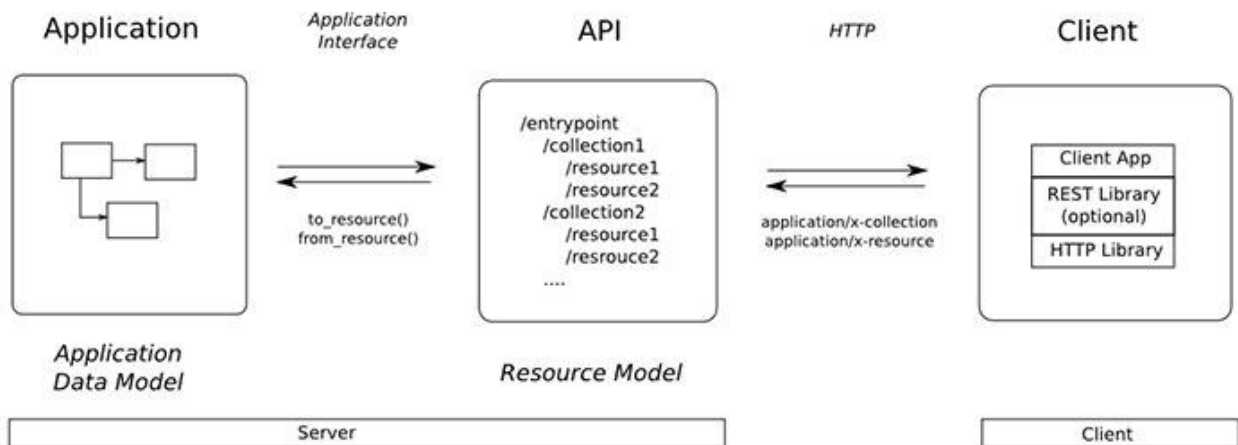 Application
Application
Interface
API
HTTP
Client
/entrypoint
/collection1
/resource1
/resource2
/collection2
/resource1
/resrouce2
....
to_resource()
from_resource()
application/x-collection
application/x-resource
Client App
REST Library
(optional)
HTTP Library
Application
Data Model
Resource Model
Server
Client